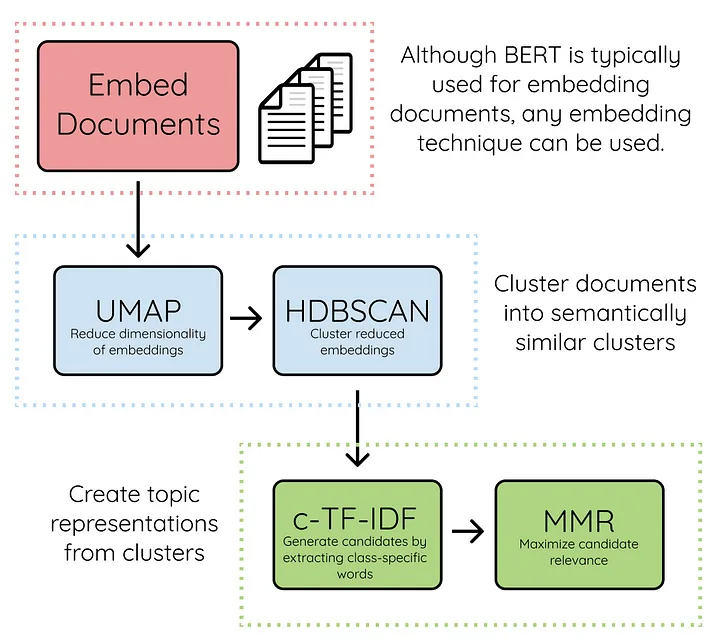 Embed
Documents
Although BERT is typically
used for embedding
documents, any embedding
technique can be used.
UMAP
Reduce dimensionality
of embeddings
HDBSCAN
Cluster reduced
embeddings
Cluster documents
into semantically
similar clusters
Create topic
representations
from clusters
c-TF-IDF
Generate candidates by
extracting class-specific
words
MMR
Maximize candidate
relevance